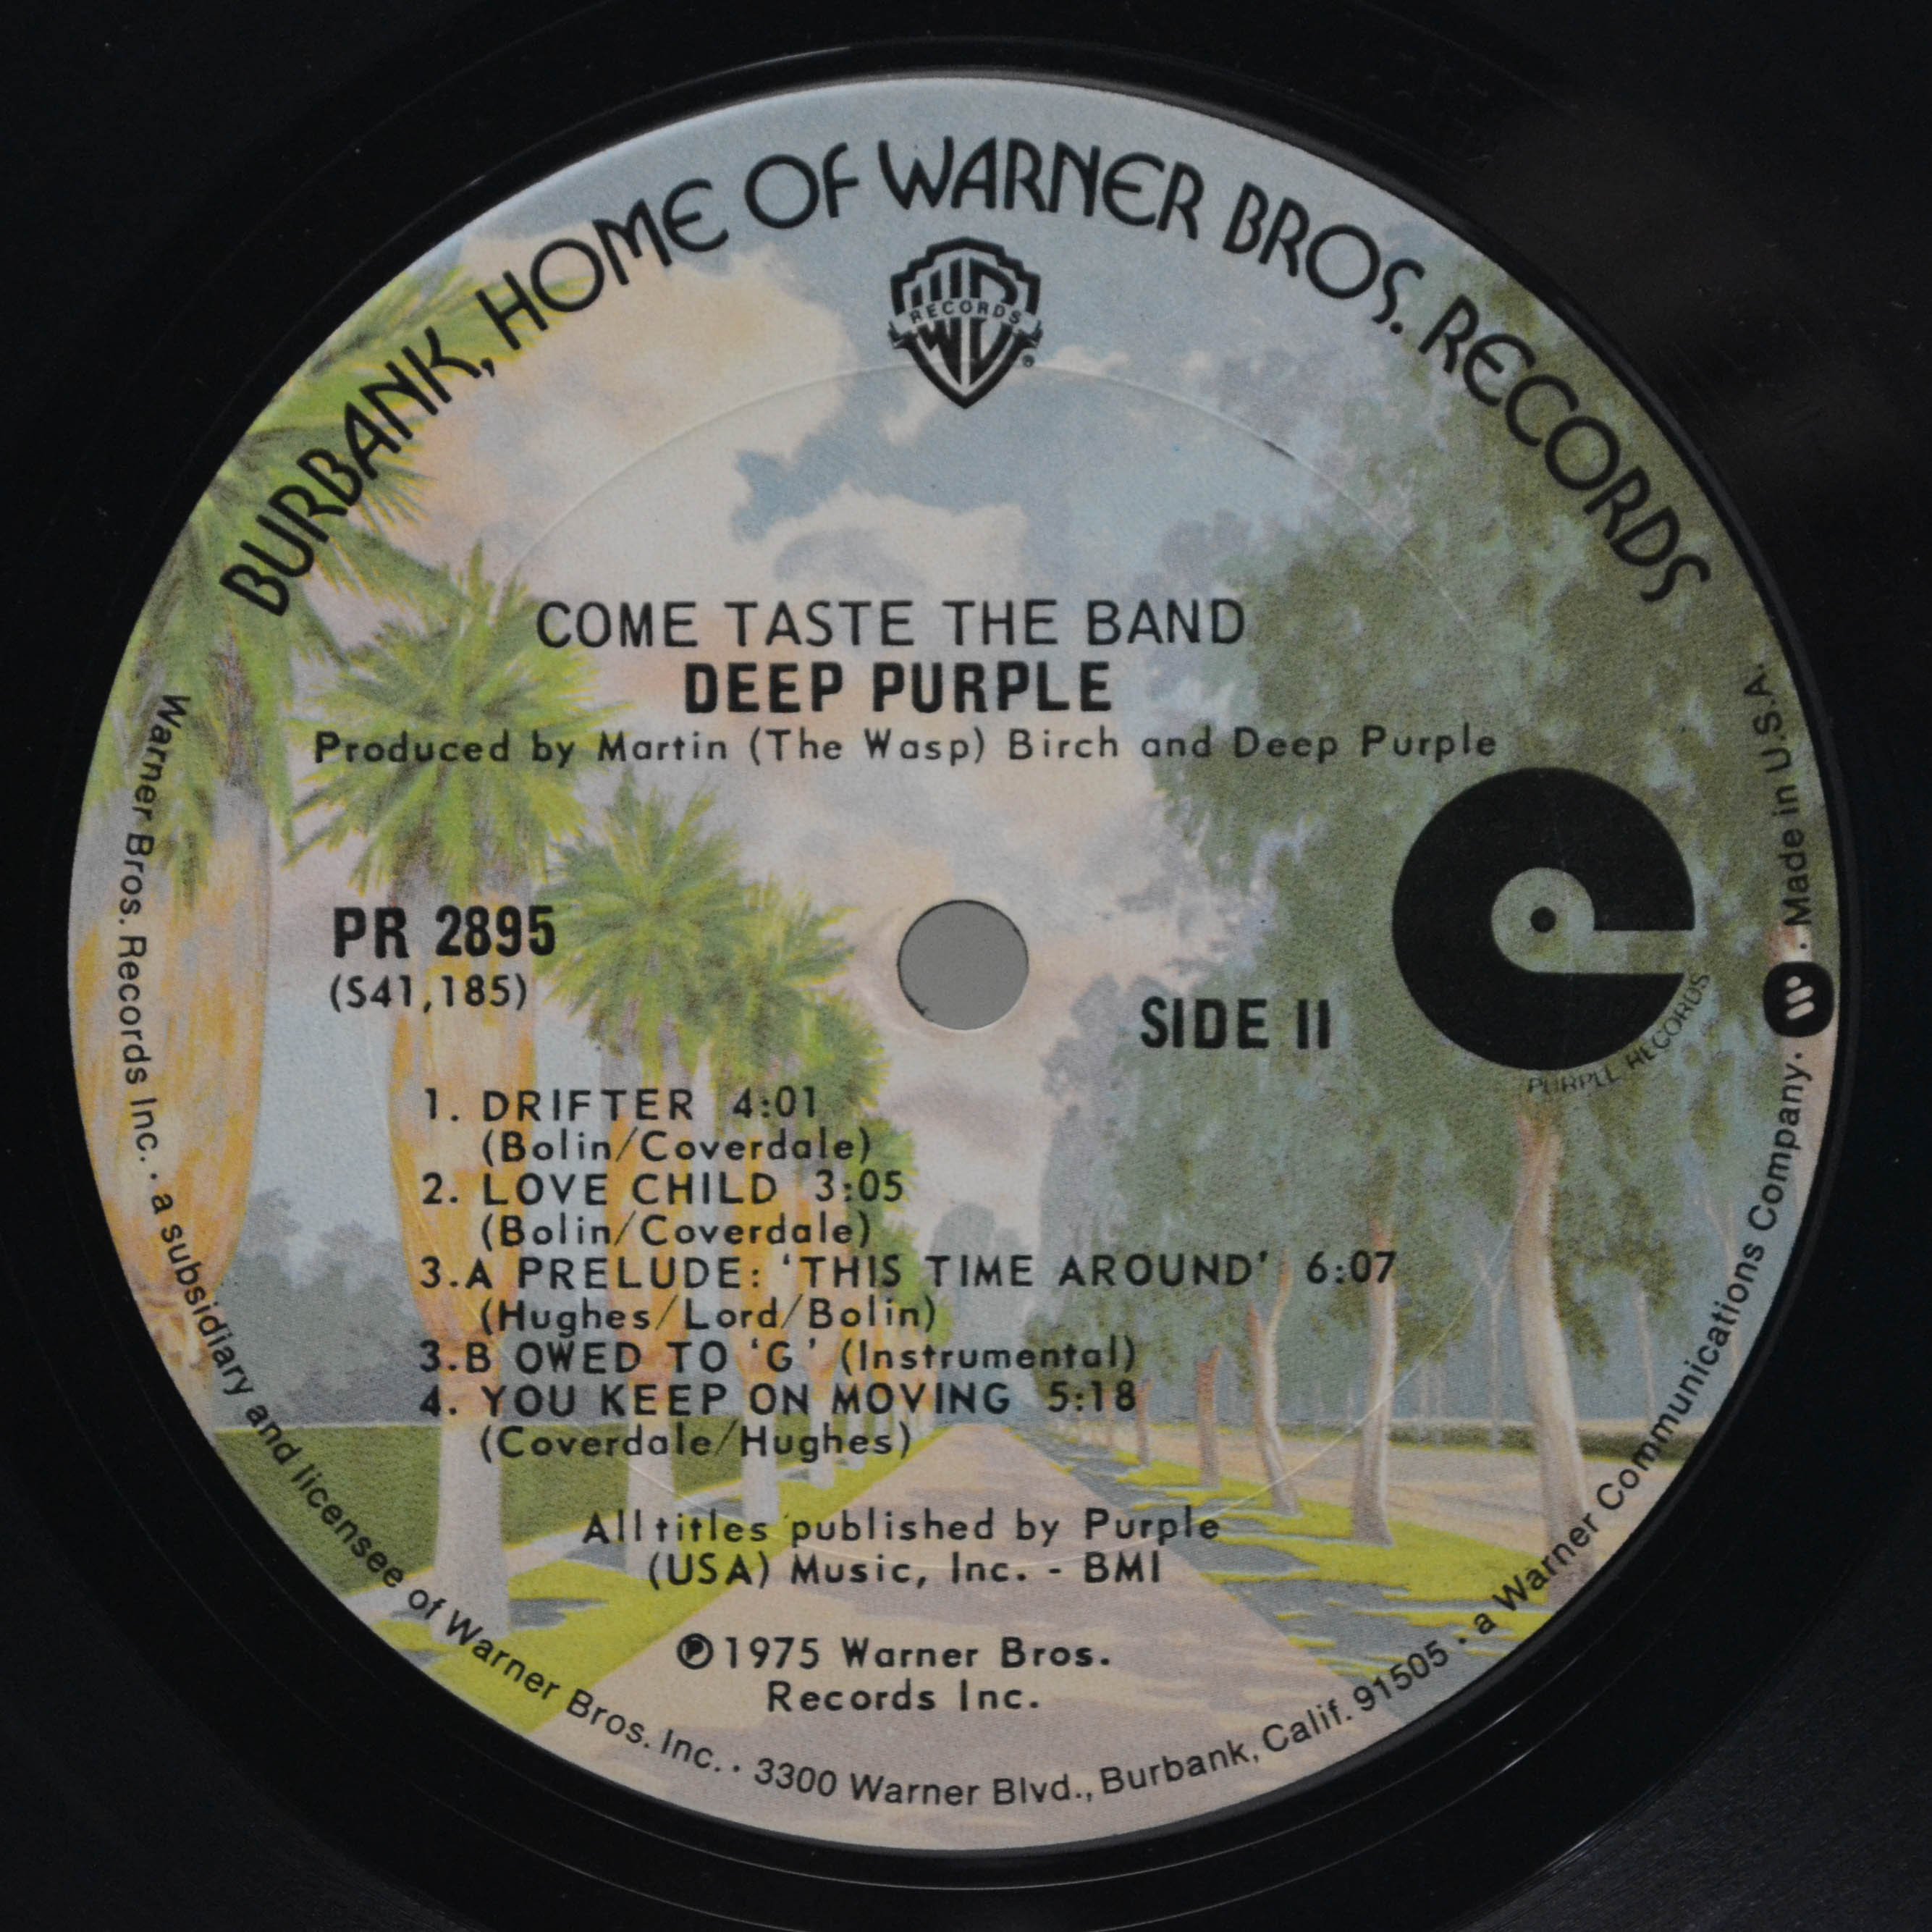 BURBANK, HOME OF WARNER BROS. RECORDS
RECORDS
COME TASTE THE BAND
DEEP PURPLE
Produced by Martin (The Wasp) Birch and Deep Purple
PR 2895
(S41,185)
SIDE II
PURPLE RECORDS
1. DRIFTER 4:01
(Bolin/Coverdale)
2. LOVE CHILD 3:05
(Bolin/Coverdale)
3.A PRELUDE: 'THIS TIME AROUND' 6:07
(Hughes/Lord/Bolin)
3.B OWED TO 'G' (Instrumental)
4. YOU KEEP ON MOVING 5:18
(Coverdale/Hughes)
All titles published by Purple
(USA) Music, Inc. - BMI
℗1975 Warner Bros.
Records Inc.
Warner Bros. Records Inc. · a subsidiary and licensee of Warner Bros. Inc. · 3300 Warner Blvd., Burbank, Calif. 91505 · a Warner Communications Company. · Made in U.S.A.